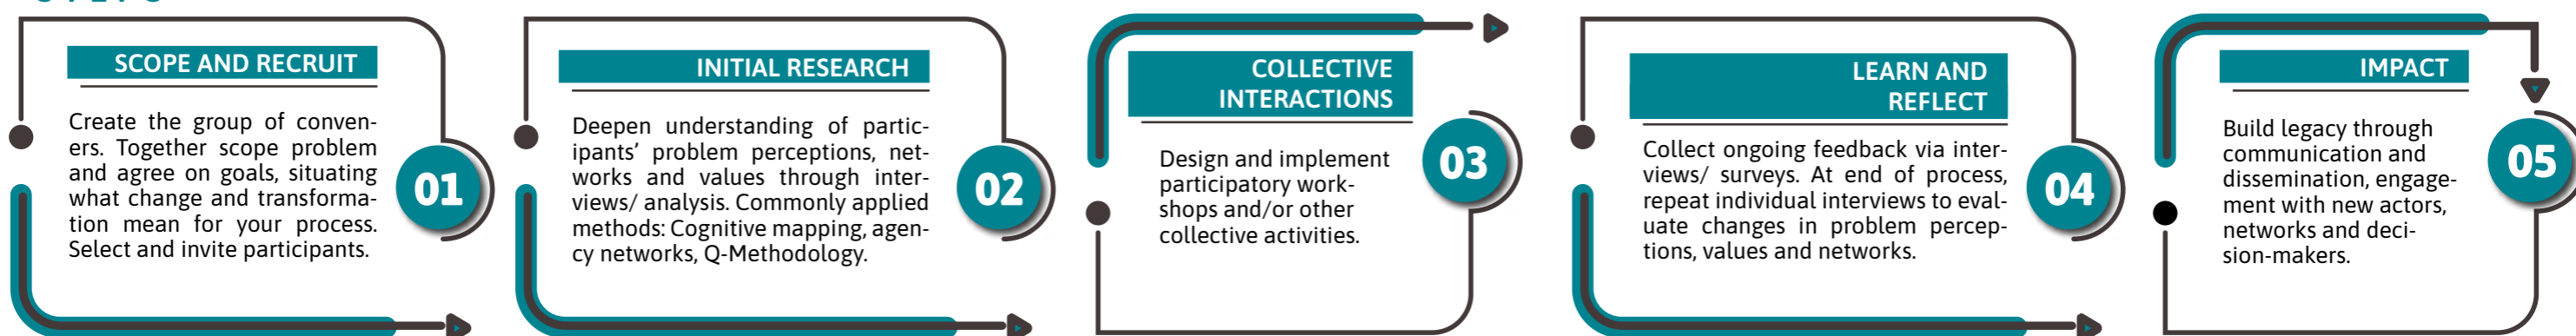 SCOPE AND RECRUIT
Create the group of conven-
ers. Together scope problem
and agree on goals, situating
what change and transforma-
tion mean for your process.
Select and invite participants.
01
INITIAL RESEARCH
Deepen understanding of partic-
ipants’ problem perceptions, net-
works and values through inter-
views/ analysis. Commonly applied
methods: Cognitive mapping, agen-
cy networks, Q-Methodology.
02
COLLECTIVE
INTERACTIONS
Design and implement
participatory work-
shops and/or other
collective activities.
03
LEARN AND
REFLECT
Collect ongoing feedback via inter-
views/ surveys. At end of process,
repeat individual interviews to eval-
uate changes in problem percep-
tions, values and networks.
04
IMPACT
Build legacy through
communication and
dissemination, engage-
ment with new actors,
networks and deci-
sion-makers.
05